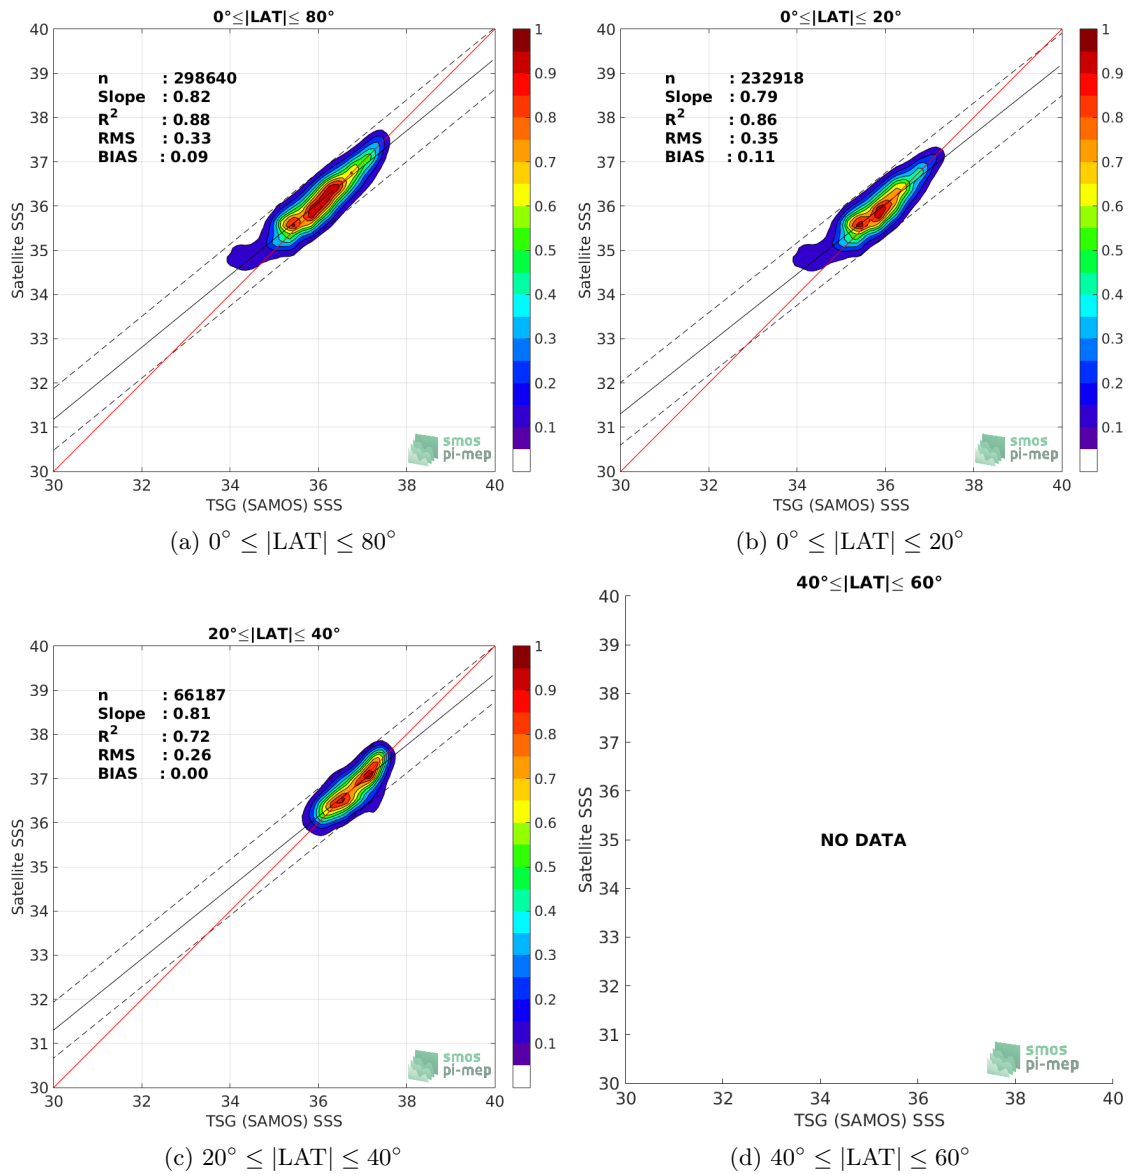 0°≤|LAT|≤ 80°
40
39
38
37
36
35
34
33
32
31
30
Satellite SSS
n : 298640
Slope : 0.82
R² : 0.88
RMS : 0.33
BIAS : 0.09
smos
pi-mep
30 32 34 36 38 40
TSG (SAMOS) SSS
1
0.9
0.8
0.7
0.6
0.5
0.4
0.3
0.2
0.1
(a) 0° ≤ |LAT| ≤ 80°
0°≤|LAT|≤ 20°
40
39
38
37
36
35
34
33
32
31
30
Satellite SSS
n : 232918
Slope : 0.79
R² : 0.86
RMS : 0.35
BIAS : 0.11
smos
pi-mep
30 32 34 36 38 40
TSG (SAMOS) SSS
1
0.9
0.8
0.7
0.6
0.5
0.4
0.3
0.2
0.1
(b) 0° ≤ |LAT| ≤ 20°
20°≤|LAT|≤ 40°
40
39
38
37
36
35
34
33
32
31
30
Satellite SSS
n : 66187
Slope : 0.81
R² : 0.72
RMS : 0.26
BIAS : 0.00
smos
pi-mep
30 32 34 36 38 40
TSG (SAMOS) SSS
1
0.9
0.8
0.7
0.6
0.5
0.4
0.3
0.2
0.1
(c) 20° ≤ |LAT| ≤ 40°
40°≤|LAT|≤ 60°
40
39
38
37
36
35
34
33
32
31
30
Satellite SSS
NO DATA
smos
pi-mep
30 32 34 36 38 40
TSG (SAMOS) SSS
(d) 40° ≤ |LAT| ≤ 60°